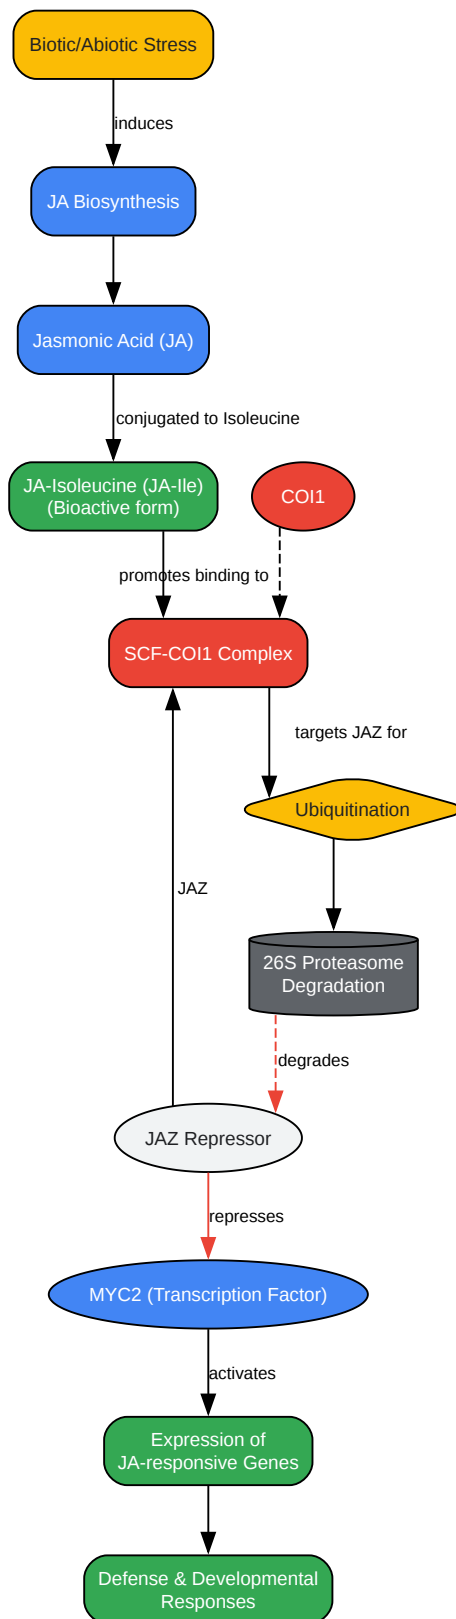 Biotic/Abiotic Stress
induces
JA Biosynthesis
Jasmonic Acid (JA)
conjugated to Isoleucine
JA-Isoleucine (JA-Ile)
(Bioactive form)
COI1
promotes binding to
SCF-COI1 Complex
targets JAZ for
Ubiquitination
JAZ
26S Proteasome
Degradation
degrades
JAZ Repressor
represses
MYC2 (Transcription Factor)
activates
Expression of
JA-responsive Genes
Defense & Developmental
Responses